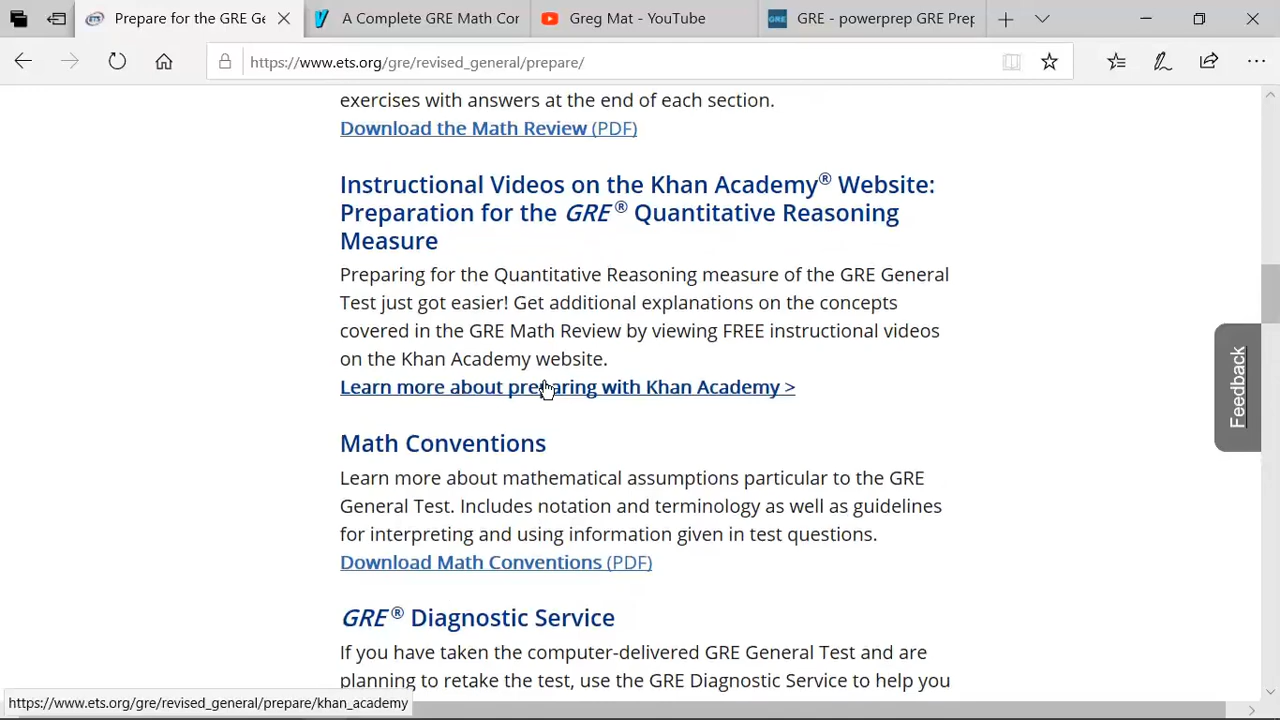 Prepare for the GRE Ge
A Complete GRE Math Cor
Greg Mat - YouTube
GRE
GRE - powerprep GRE Prep
https://www.ets.org/gre/revised_general/prepare/
exercises with answers at the end of each section.
Download the Math Review (PDF)
Instructional Videos on the Khan Academy® Website:
Preparation for the GRE® Quantitative Reasoning
Measure
Preparing for the Quantitative Reasoning measure of the GRE General
Test just got easier! Get additional explanations on the concepts
covered in the GRE Math Review by viewing FREE instructional videos
on the Khan Academy website.
Learn more about preparing with Khan Academy >
Feedback
Math Conventions
Learn more about mathematical assumptions particular to the GRE
General Test. Includes notation and terminology as well as guidelines
for interpreting and using information given in test questions.
Download Math Conventions (PDF)
GRE® Diagnostic Service
If you have taken the computer-delivered GRE General Test and are
planning to retake the test, use the GRE Diagnostic Service to help you
https://www.ets.org/gre/revised_general/prepare/khan_academy